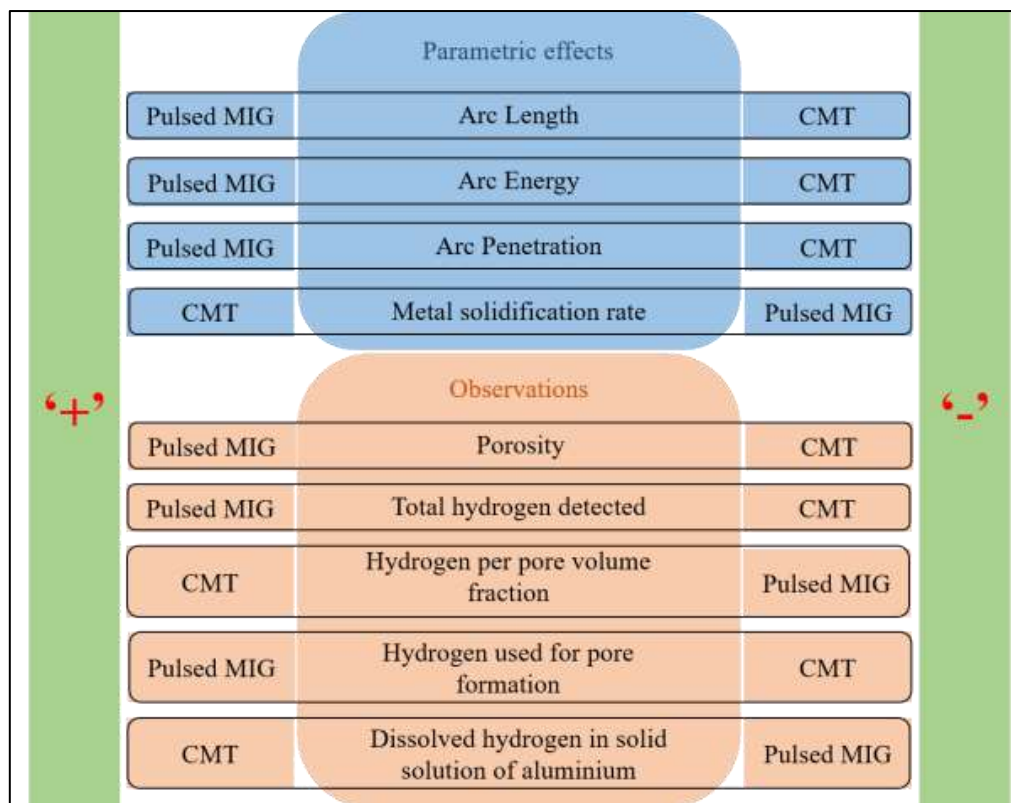 Parametric effects
Pulsed MIG Arc Length CMT
Pulsed MIG Arc Energy CMT
Pulsed MIG Arc Penetration CMT
CMT Metal solidification rate Pulsed MIG
Observations
‘+’ ‘-’
Pulsed MIG Porosity CMT
Pulsed MIG Total hydrogen detected CMT
Hydrogen per pore volume
CMT fraction Pulsed MIG
Hydrogen used for pore
Pulsed MIG formation CMT
Dissolved hydrogen in solid
CMT solution of aluminium Pulsed MIG